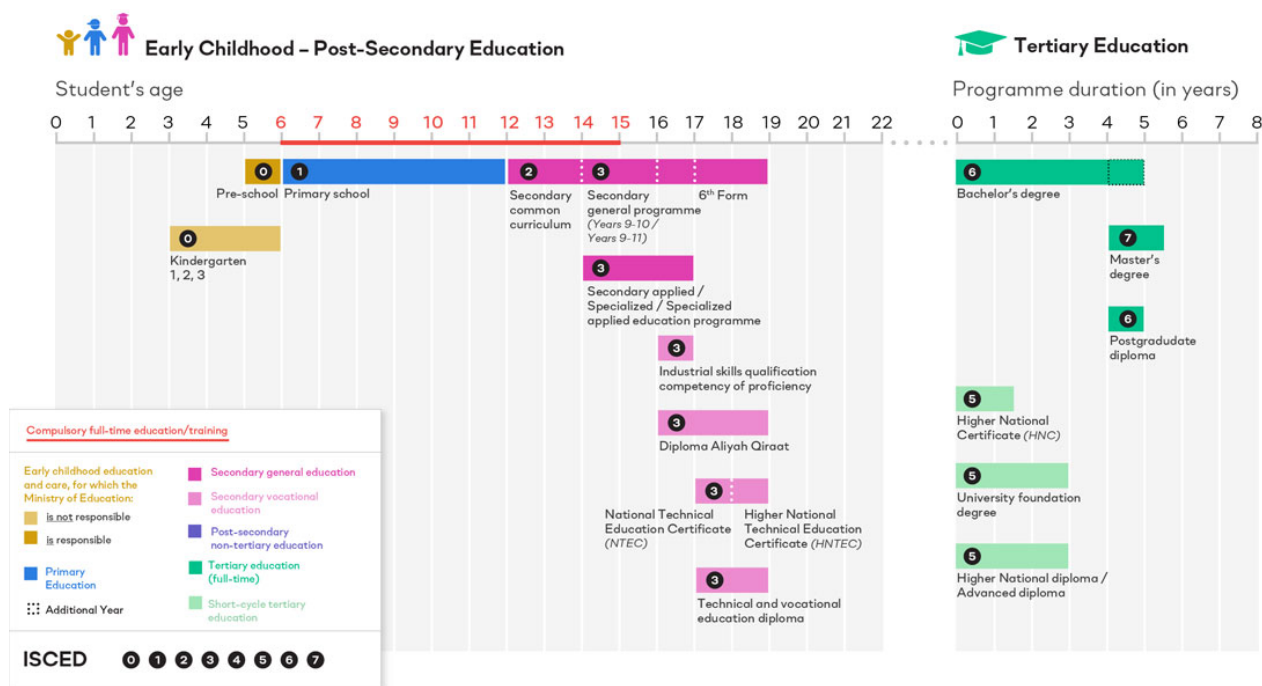 Early Childhood – Post-Secondary Education
Tertiary Education
Student's age
Programme duration (in years)
0 1 2 3 4 5 6 7 8 9 10 11 12 13 14 15 16 17 18 19 20 21 22
0 1 2 3 4 5 6 7 8
0
Pre-school
1
Primary school
2
Secondary
common
curriculum
3
Secondary
general programme
(Years 9-10 /
Years 9-11)
6th Form
0
Kindergarten
1, 2, 3
3
Secondary applied /
Specialized / Specialized
applied education programme
3
Industrial skills qualification
competency of proficiency
3
Diploma Aliyah Qiraat
3
National Technical
Education Certificate
(NTEC)
Higher National
Technical Education
Certificate (HNTEC)
3
Technical and vocational
education diploma
6
Bachelor's degree
7
Master's
degree
6
Postgradudate
diploma
5
Higher National
Certificate (HNC)
5
University foundation
degree
5
Higher National diploma /
Advanced diploma
Compulsory full-time education/training
Early childhood education
and care, for which the
Ministry of Education:
is not responsible
is responsible
Primary
Education
Additional Year
Secondary general education
Secondary vocational
education
Post-secondary
non-tertiary education
Tertiary education
(full-time)
Short-cycle tertiary
education
ISCED 0 1 2 3 4 5 6 7